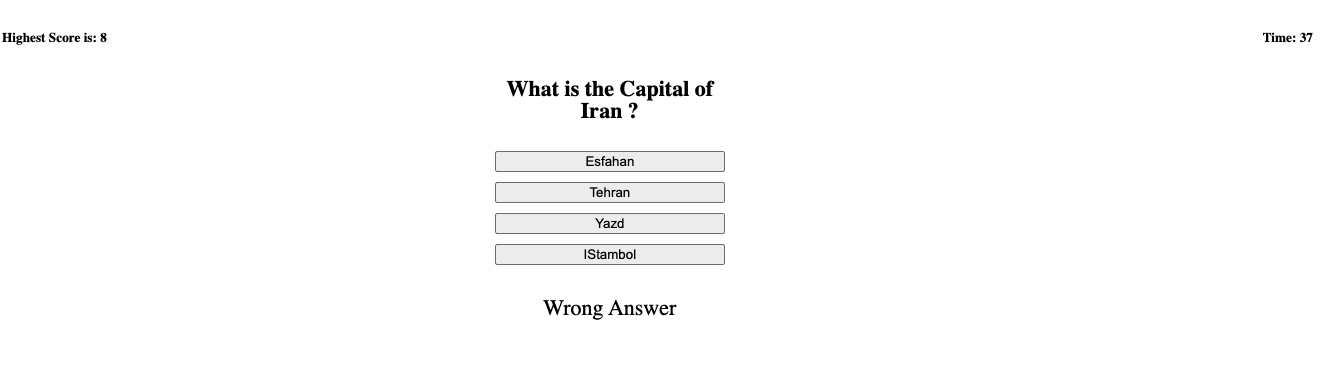 Highest Score is: 8
Time: 37
What is the Capital of
Iran ?
Esfahan
Tehran
Yazd
IStambol
Wrong Answer